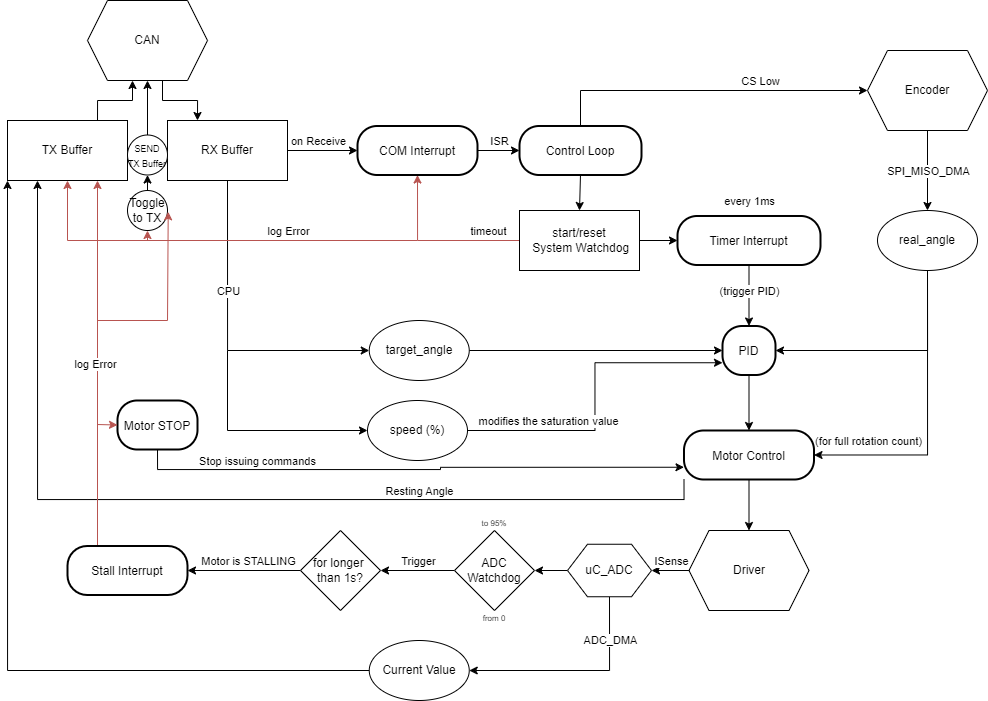 CAN
CS Low
Encoder
TX Buffer
SEND
TX Buffer
RX Buffer
on Receive
COM Interrupt
ISR
Control Loop
SPI_MISO_DMA
Toggle
to TX
every 1ms
log Error
timeout
start/reset
System Watchdog
Timer Interrupt
real_angle
CPU
(trigger PID)
target_angle
PID
log Error
Motor STOP
speed (%)
modifies the saturation value
Motor Control
(for full rotation count)
Stop issuing commands
Resting Angle
to 95%
Stall Interrupt
Motor is STALLING
for longer
than 1s?
Trigger
ADC
Watchdog
uC_ADC
ISense
Driver
from 0
ADC_DMA
Current Value